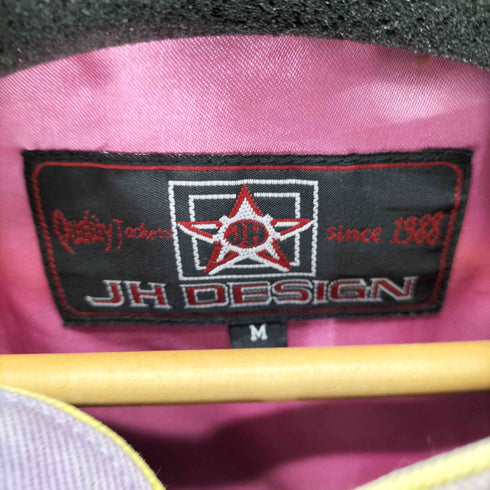 Quality Jackets
JH
since 1988
JH DESIGN
M